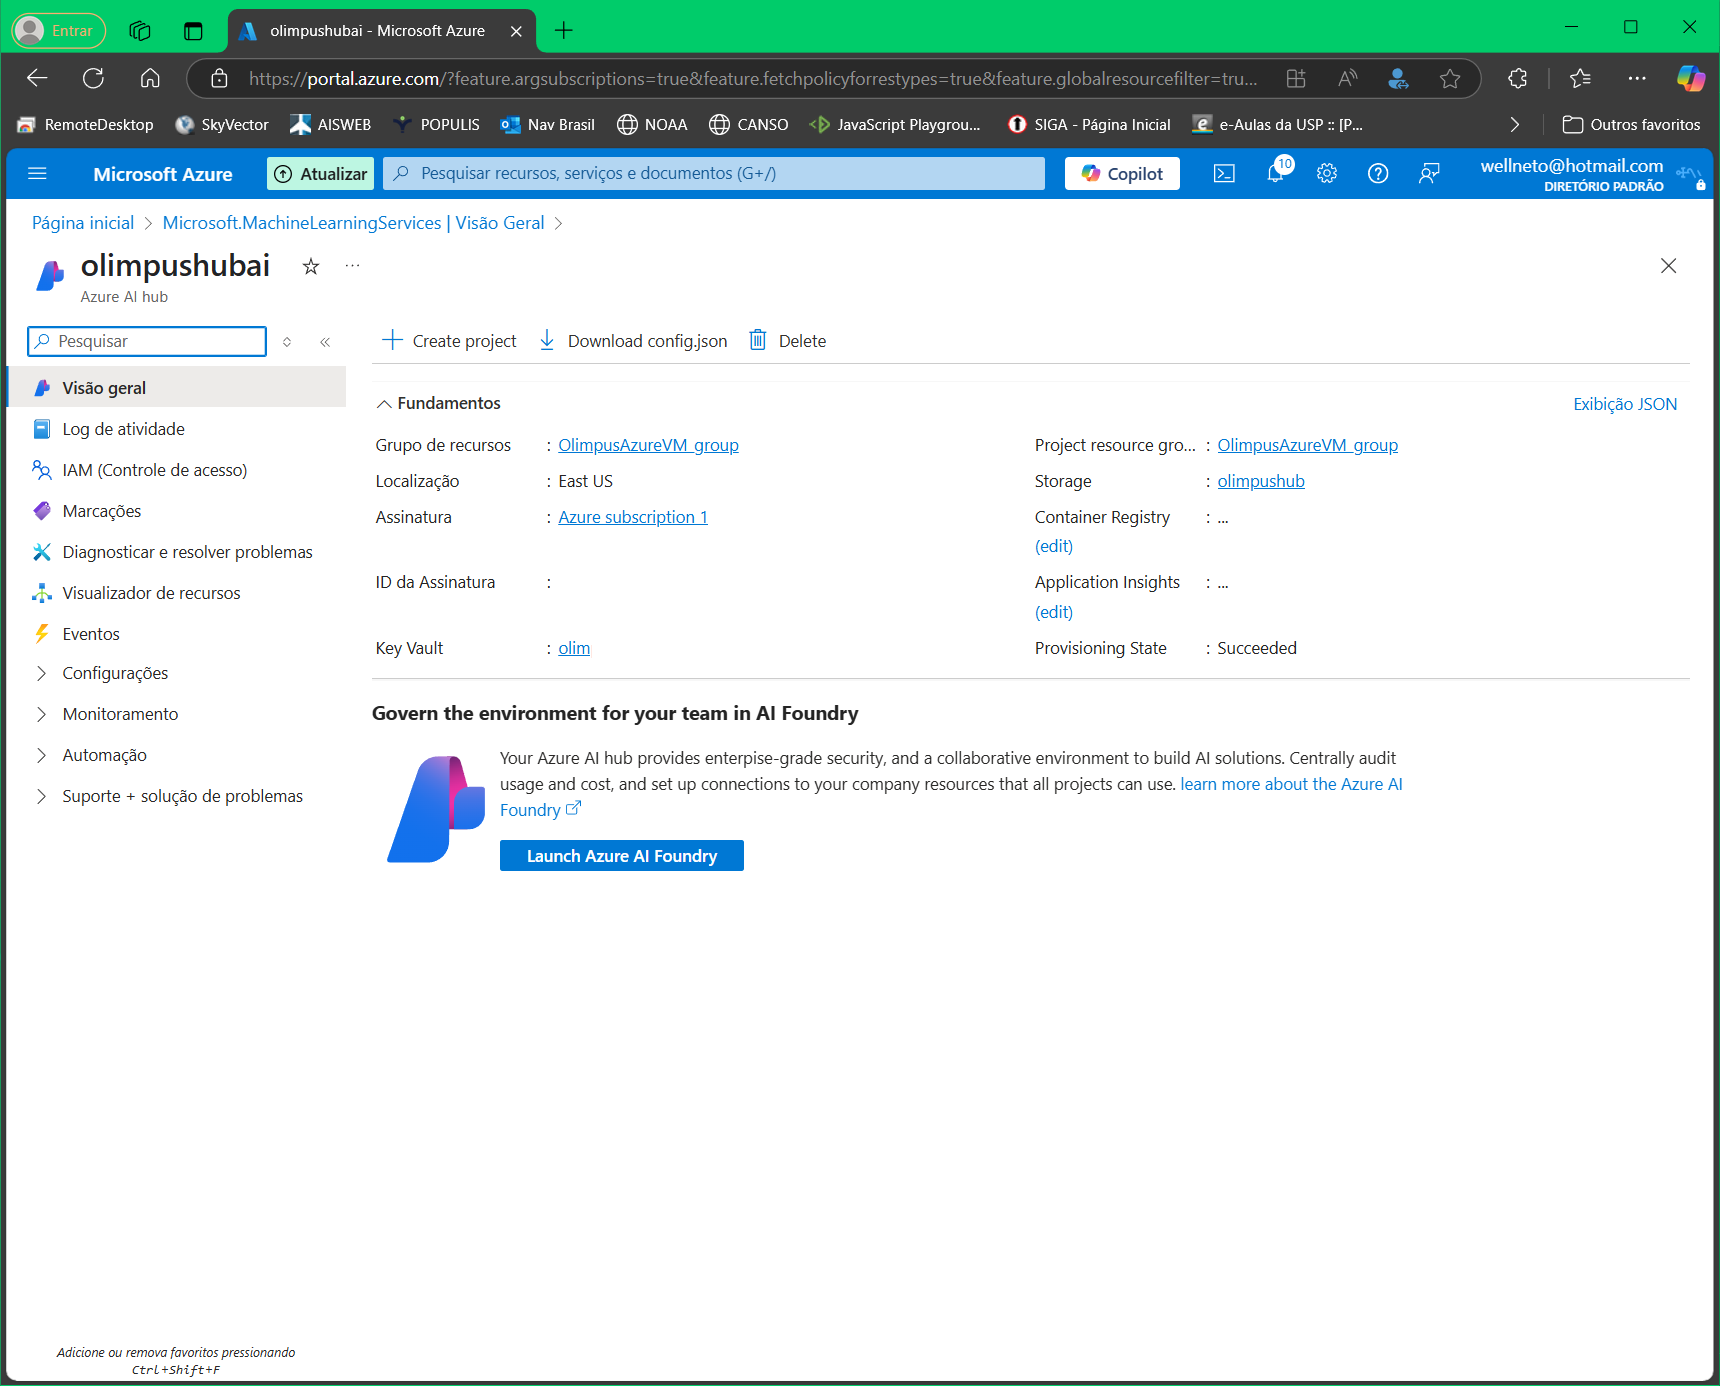 Entrar
olimpushubai - Microsoft Azure
https://portal.azure.com/?feature.argsubscriptions=true&feature.fetchpolicyforrestypes=true&feature.globalresourcefilter=tru...
RemoteDesktop SkyVector AISWEB POPULIS Nav Brasil NOAA CANSO JavaScript Playgrou... SIGA - Página Inicial e-Aulas da USP :: [P... Outros favoritos
Microsoft Azure Atualizar Pesquisar recursos, serviços e documentos (G+/) Copilot 10 wellneto@hotmail.com
DIRETÓRIO PADRÃO
Página inicial > Microsoft.MachineLearningServices | Visão Geral >
olimpushubai
Azure AI hub
Pesquisar
Visão geral
Log de atividade
IAM (Controle de acesso)
Marcações
Diagnosticar e resolver problemas
Visualizador de recursos
Eventos
Configurações
Monitoramento
Automação
Suporte + solução de problemas
Create project Download config.json Delete
Fundamentos Exibição JSON
Grupo de recursos : OlimpusAzureVM_group
Localização : East US
Assinatura : Azure subscription 1
ID da Assinatura :
Key Vault : olim
Project resource gro... : OlimpusAzureVM_group
Storage : olimpushub
Container Registry : ...
(edit)
Application Insights : ...
(edit)
Provisioning State : Succeeded
Govern the environment for your team in AI Foundry
Your Azure AI hub provides enterpise-grade security, and a collaborative environment to build AI solutions. Centrally audit
usage and cost, and set up connections to your company resources that all projects can use. learn more about the Azure AI
Foundry
Launch Azure AI Foundry
Adicione ou remova favoritos pressionando
Ctrl+Shift+F